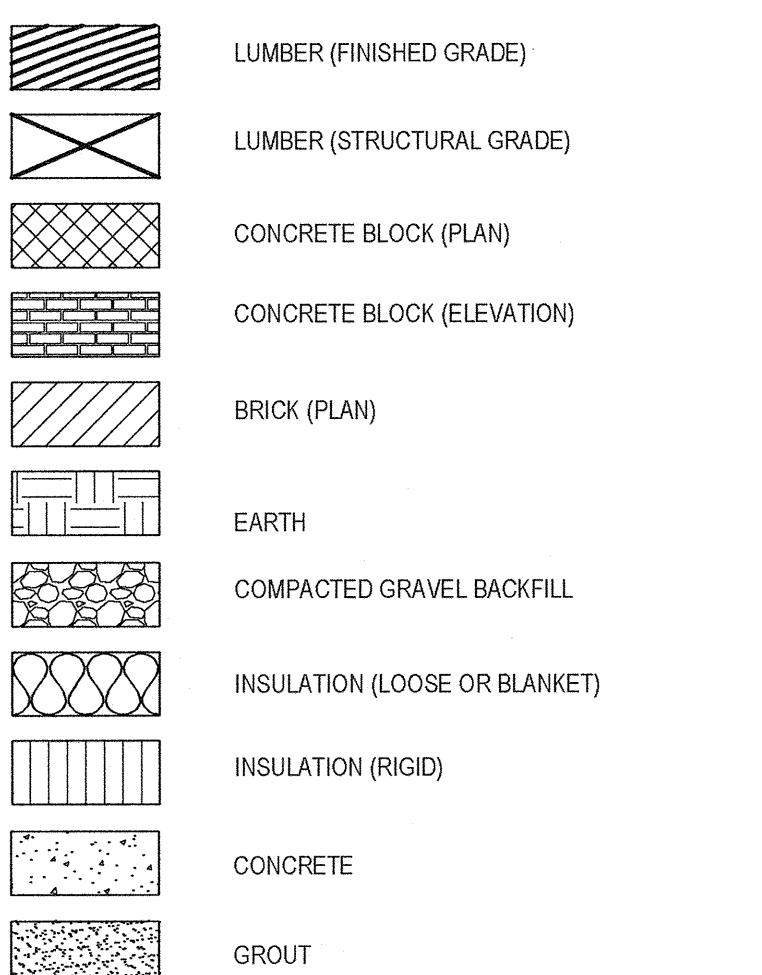 LUMBER (FINISHED GRADE)
LUMBER (STRUCTURAL GRADE)
CONCRETE BLOCK (PLAN)
CONCRETE BLOCK (ELEVATION)
BRICK (PLAN)
EARTH
COMPACTED GRAVEL BACKFILL
INSULATION (LOOSE OR BLANKET)
INSULATION (RIGID)
CONCRETE
GROUT